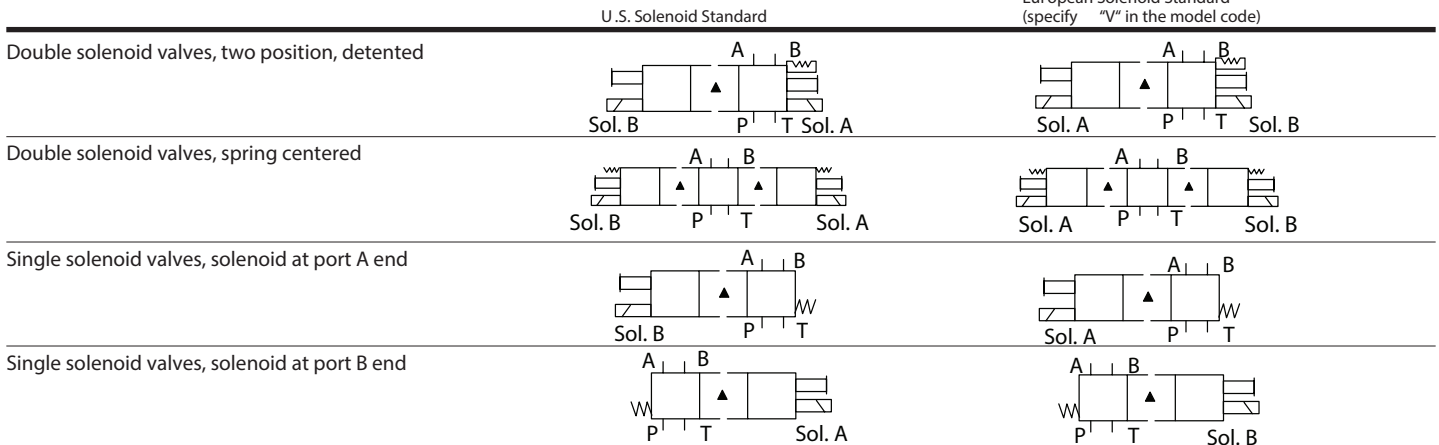 European Solenoid Standard
U.S. Solenoid Standard (specify “V“ in the model code)
Double solenoid valves, two position, detented
A B A B
Sol. B P T Sol. A Sol. A P T Sol. B
Double solenoid valves, spring centered
A B A B
Sol. B P T Sol. A Sol. A P T Sol. B
Single solenoid valves, solenoid at port A end
A B A B
Sol. B P T Sol. A P T
Single solenoid valves, solenoid at port B end
A B A B
P T Sol. A P T Sol. B